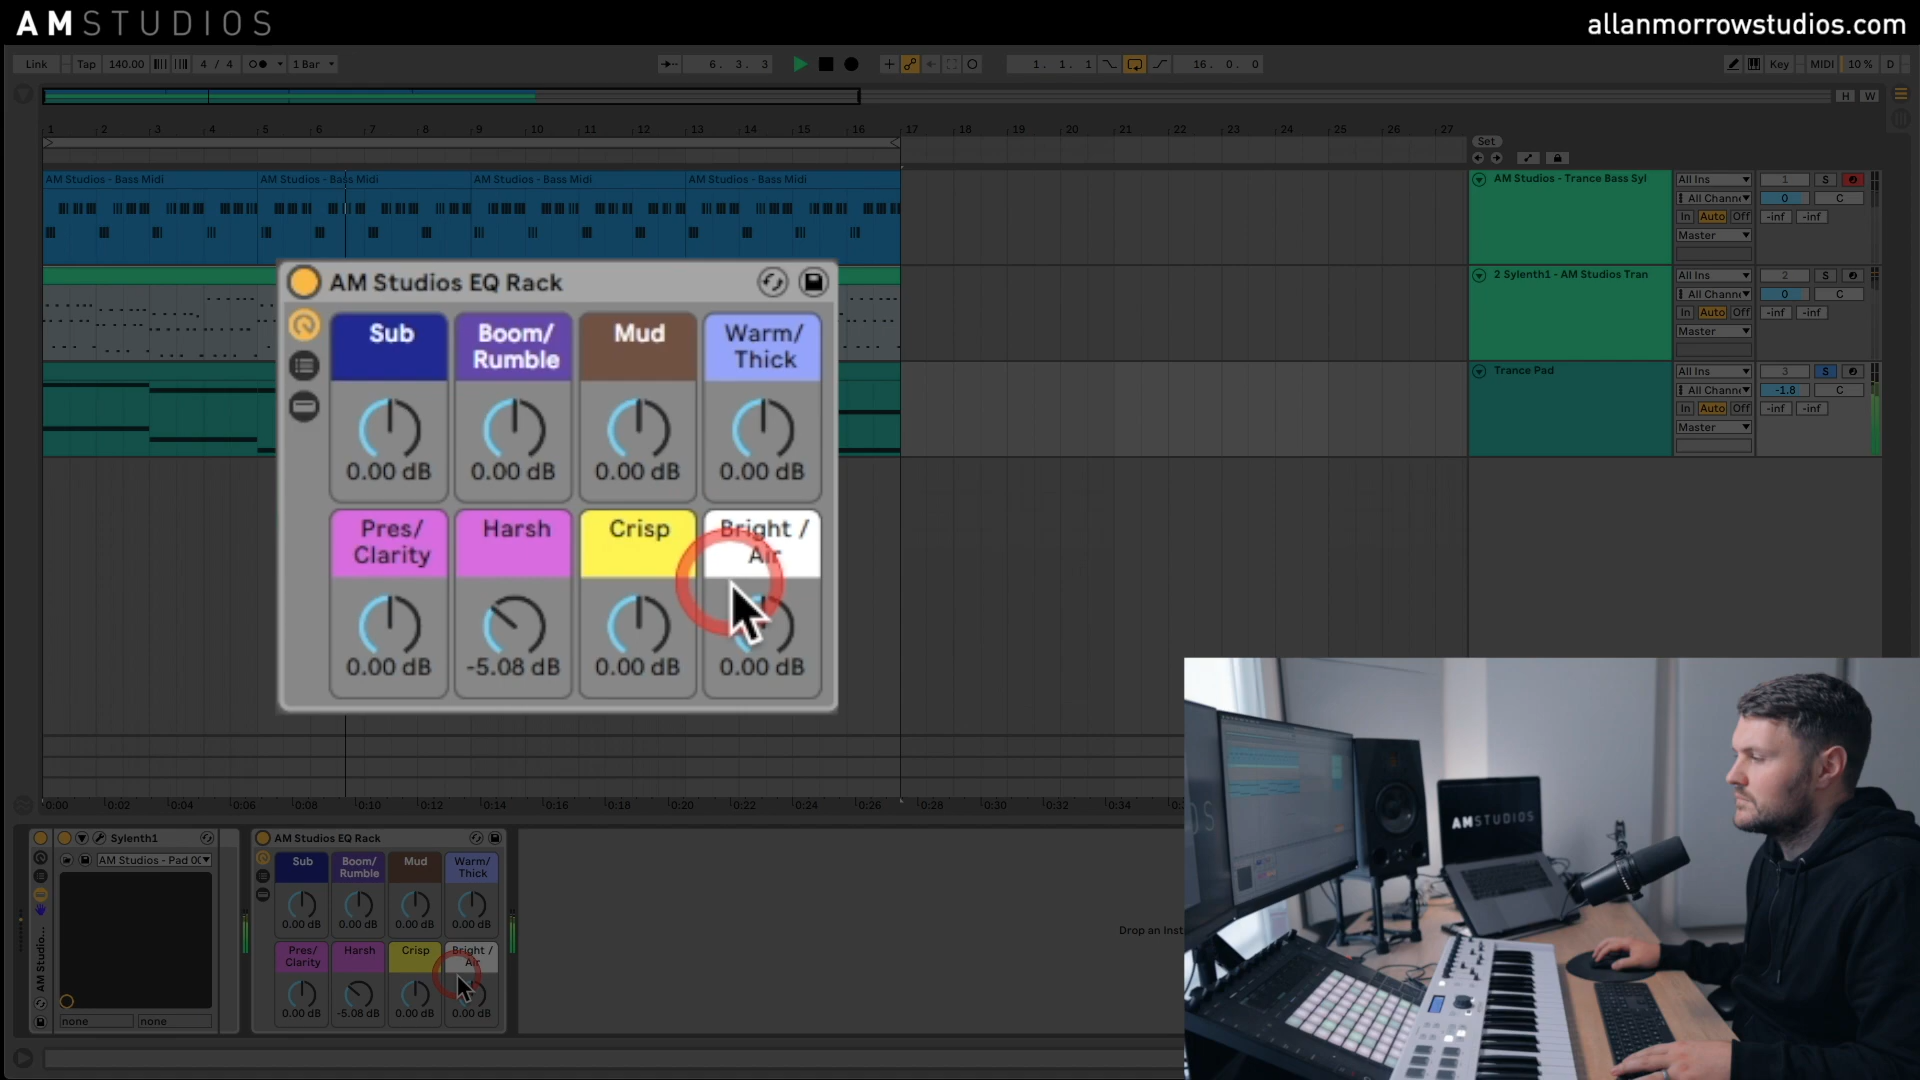 AMSTUDIOS
allanmorrowstudios.com
Link
Tap
140.00
4 / 4
1 Bar
6. 3. 3
1. 1. 1
16. 0. 0
Key
MIDI
10 %
D
H
W
1 2 3 4 5 6 7 8 9 10 11 12 13 14 15 16 17 18 19 20 21 22 23 24 25 26 27
Set
AM Studios - Bass Midi
AM Studios - Bass Midi
AM Studios - Bass Midi
AM Studios - Bass Midi
AM Studios - Trance Bass Syl
All Ins
1
S
All Channe
0
C
In
Auto
Off
-inf
-inf
Master
2 Sylenth1 - AM Studios Tran
All Ins
2
S
All Channe
0
C
In
Auto
Off
-inf
-inf
Master
Trance Pad
All Ins
3
S
All Channe
-1.8
C
In
Auto
Off
-inf
-inf
Master
AM Studios EQ Rack
Sub
Boom/
Rumble
Mud
Warm/
Thick
0.00 dB
0.00 dB
0.00 dB
0.00 dB
Pres/
Clarity
Harsh
Crisp
Bright /
Air
0.00 dB
-5.08 dB
0.00 dB
0.00 dB
0:00 0:02 0:04 0:06 0:08 0:10 0:12 0:14 0:16 0:18 0:20 0:22 0:24 0:26 0:28 0:30 0:32 0:34
Sylenth1
AM Studios - Pad 00
AM Studio...
none
none
AM Studios EQ Rack
Sub
Boom/
Rumble
Mud
Warm/
Thick
0.00 dB
0.00 dB
0.00 dB
0.00 dB
Pres/
Clarity
Harsh
Crisp
Bright /
Air
0.00 dB
-5.08 dB
0.00 dB
0.00 dB
Drop an Inst
AMSTUDIOS